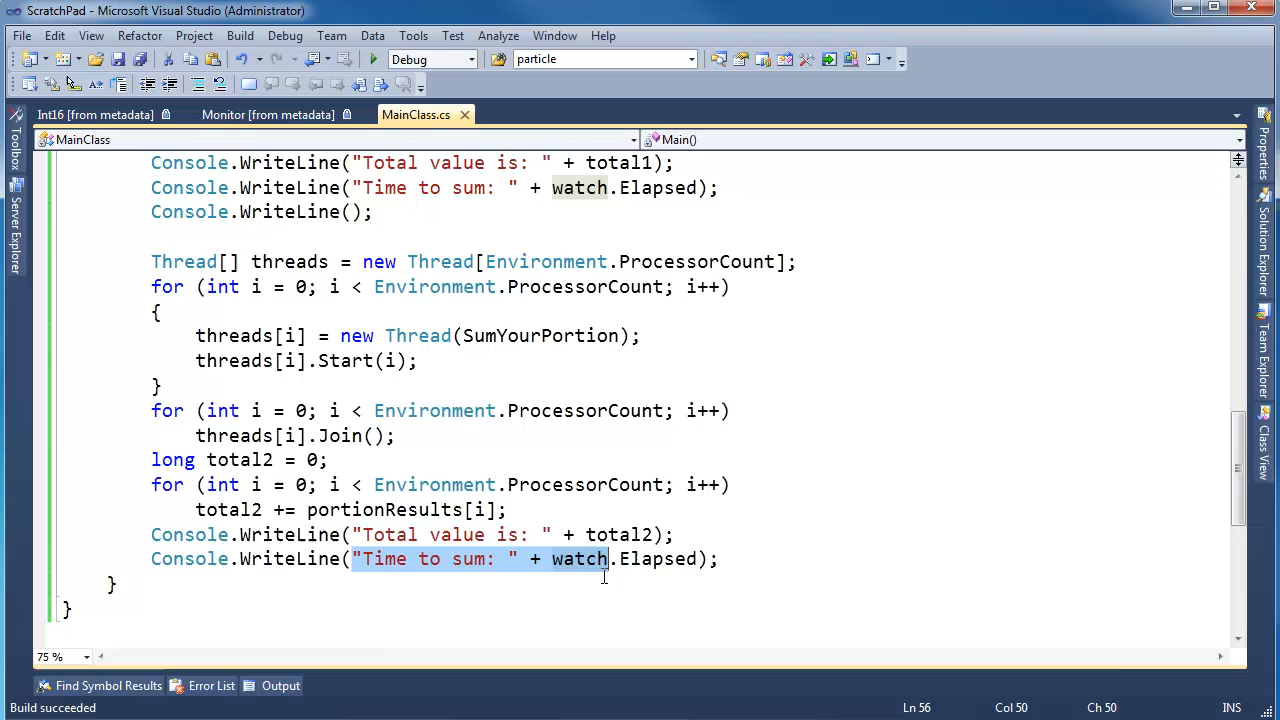 ScratchPad - Microsoft Visual Studio (Administrator)
File Edit View Refactor Project Build Debug Team Data Tools Test Analyze Window Help
Debug particle
Int16 [from metadata] Monitor [from metadata] MainClass.cs
MainClass Main()
Console.WriteLine("Total value is: " + total1);
Console.WriteLine("Time to sum: " + watch.Elapsed);
Console.WriteLine();
Thread[] threads = new Thread[Environment.ProcessorCount];
for (int i = 0; i < Environment.ProcessorCount; i++)
{
threads[i] = new Thread(SumYourPortion);
threads[i].Start(i);
}
for (int i = 0; i < Environment.ProcessorCount; i++)
threads[i].Join();
long total2 = 0;
for (int i = 0; i < Environment.ProcessorCount; i++)
total2 += portionResults[i];
Console.WriteLine("Total value is: " + total2);
Console.WriteLine("Time to sum: " + watch.Elapsed);
}
}
75 %
Toolbox
Server Explorer
Properties
Solution Explorer
Team Explorer
Class View
Find Symbol Results Error List Output
Build succeeded Ln 56 Col 50 Ch 50 INS